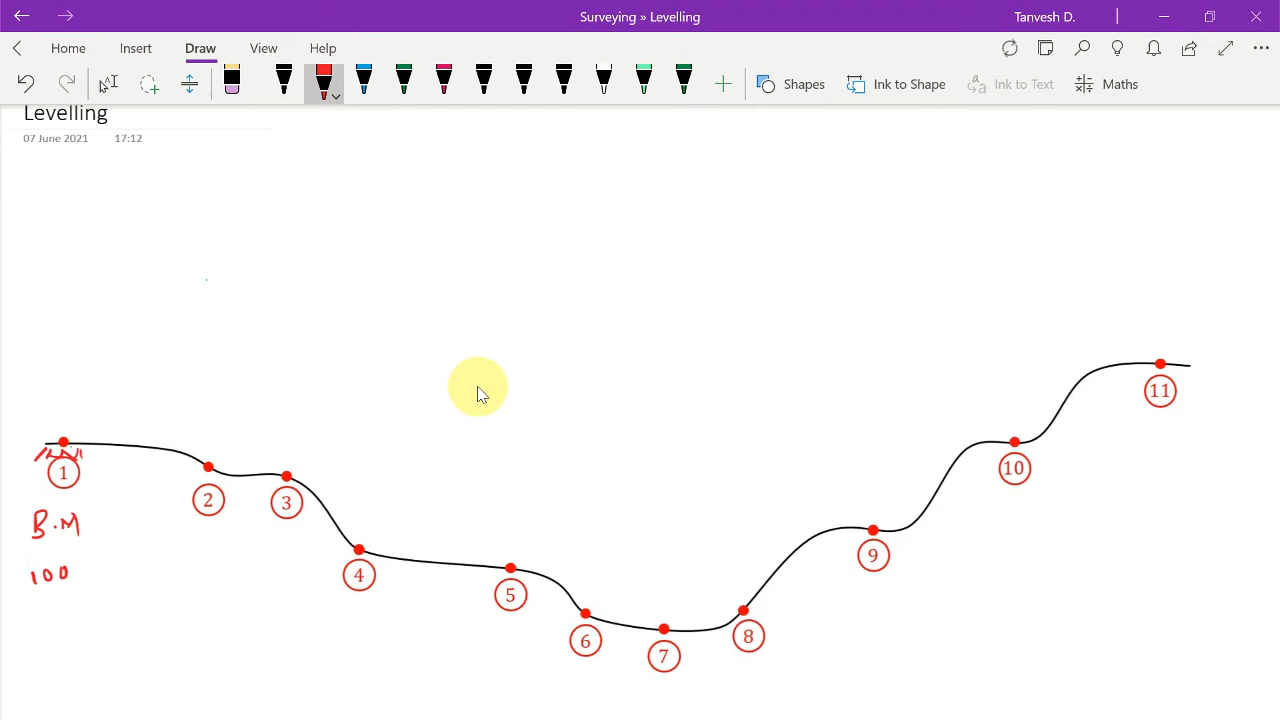 Surveying » Levelling
Tanvesh D.
Home Insert Draw View Help
Shapes Ink to Shape Ink to Text Maths
Levelling
07 June 2021 17:12
1
2
3
4
5
6
7
8
9
10
11
B.M
100